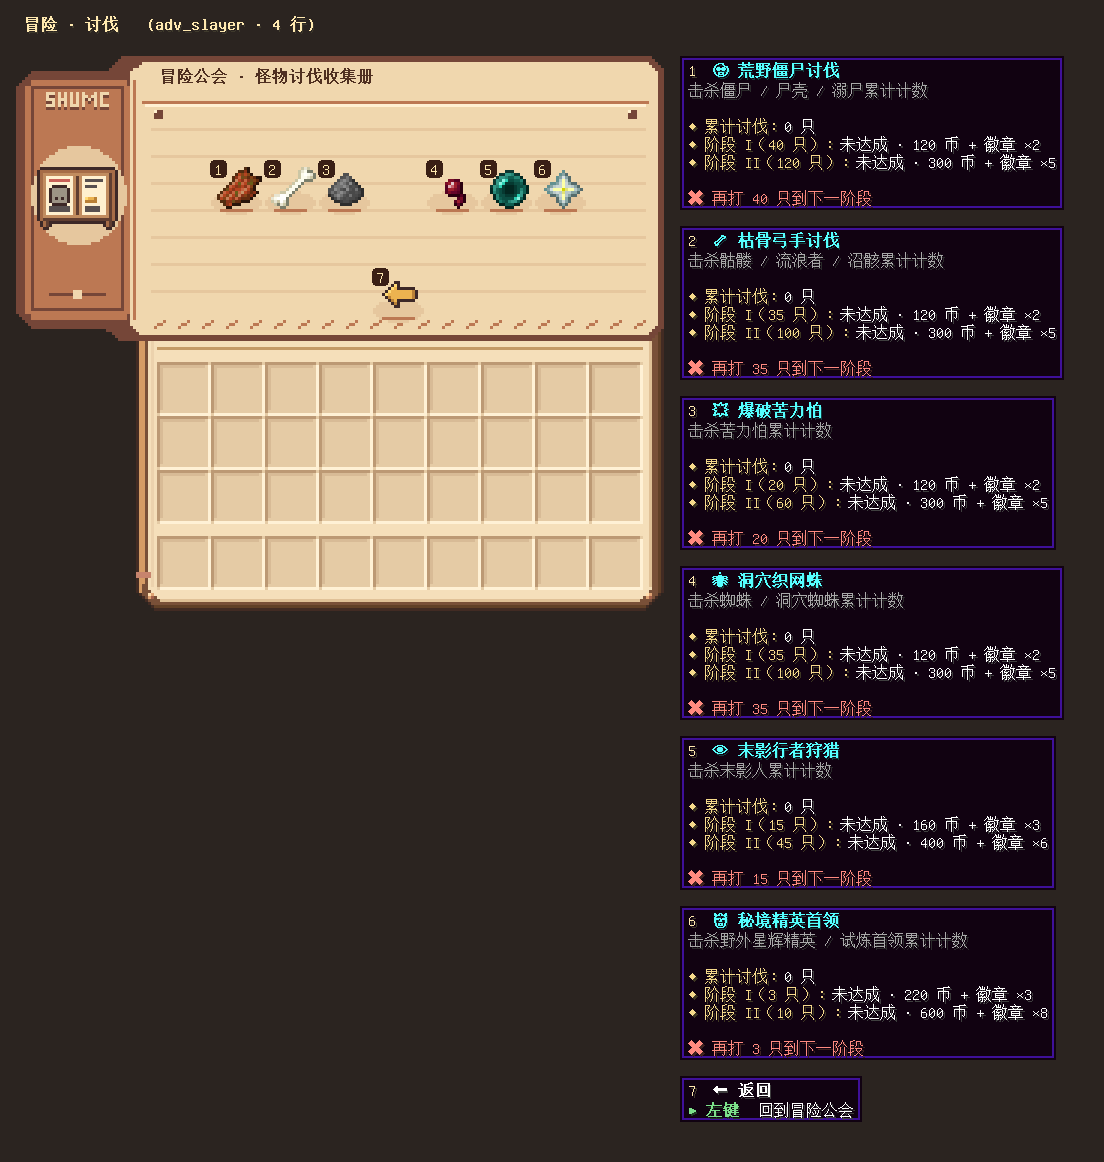 冒险 · 讨伐 (adv_slayer · 4 行)
SHUMC
冒险公会 · 怪物讨伐收集册
1
2
3
4
5
6
7
1 荒野僵尸讨伐
击杀僵尸 / 尸壳 / 溺尸累计计数
◆ 累计讨伐：0 只
◆ 阶段 I（40 只）：未达成 · 120 币 + 徽章 ×2
◆ 阶段 II（120 只）：未达成 · 300 币 + 徽章 ×5
✖ 再打 40 只到下一阶段
2 枯骨弓手讨伐
击杀骷髅 / 流浪者 / 沼骸累计计数
◆ 累计讨伐：0 只
◆ 阶段 I（35 只）：未达成 · 120 币 + 徽章 ×2
◆ 阶段 II（100 只）：未达成 · 300 币 + 徽章 ×5
✖ 再打 35 只到下一阶段
3 爆破苦力怕
击杀苦力怕累计计数
◆ 累计讨伐：0 只
◆ 阶段 I（20 只）：未达成 · 120 币 + 徽章 ×2
◆ 阶段 II（60 只）：未达成 · 300 币 + 徽章 ×5
✖ 再打 20 只到下一阶段
4 洞穴织网蛛
击杀蜘蛛 / 洞穴蜘蛛累计计数
◆ 累计讨伐：0 只
◆ 阶段 I（35 只）：未达成 · 120 币 + 徽章 ×2
◆ 阶段 II（100 只）：未达成 · 300 币 + 徽章 ×5
✖ 再打 35 只到下一阶段
5 末影行者狩猎
击杀末影人累计计数
◆ 累计讨伐：0 只
◆ 阶段 I（15 只）：未达成 · 160 币 + 徽章 ×3
◆ 阶段 II（45 只）：未达成 · 400 币 + 徽章 ×6
✖ 再打 15 只到下一阶段
6 秘境精英首领
击杀野外星辉精英 / 试炼首领累计计数
◆ 累计讨伐：0 只
◆ 阶段 I（3 只）：未达成 · 220 币 + 徽章 ×3
◆ 阶段 II（10 只）：未达成 · 600 币 + 徽章 ×8
✖ 再打 3 只到下一阶段
7 ← 返回
▶ 左键 回到冒险公会